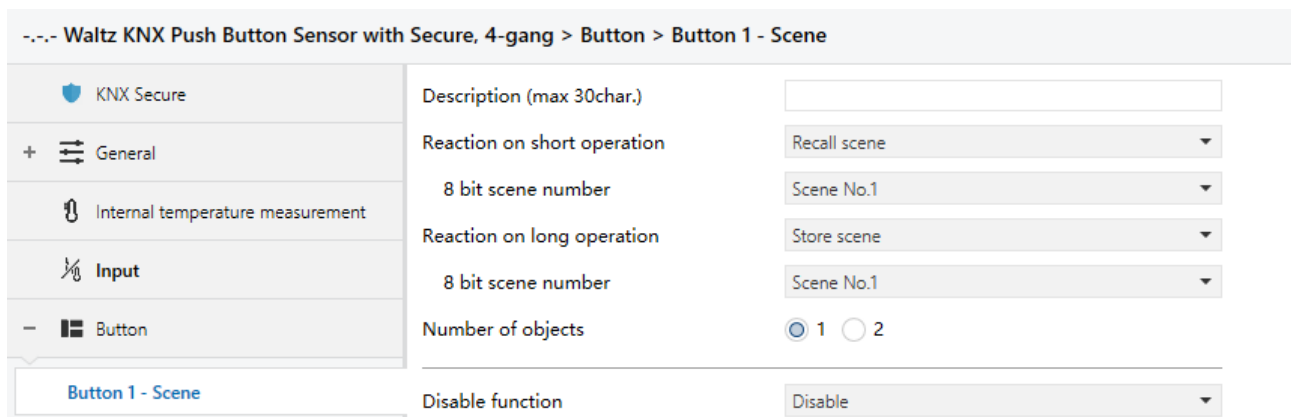 -.-.- Waltz KNX Push Button Sensor with Secure, 4-gang > Button > Button 1 - Scene
KNX Secure
General
Internal temperature measurement
Input
Button
Button 1 - Scene
Description (max 30char.)
Reaction on short operation Recall scene
8 bit scene number Scene No.1
Reaction on long operation Store scene
8 bit scene number Scene No.1
Number of objects 1 2
Disable function Disable